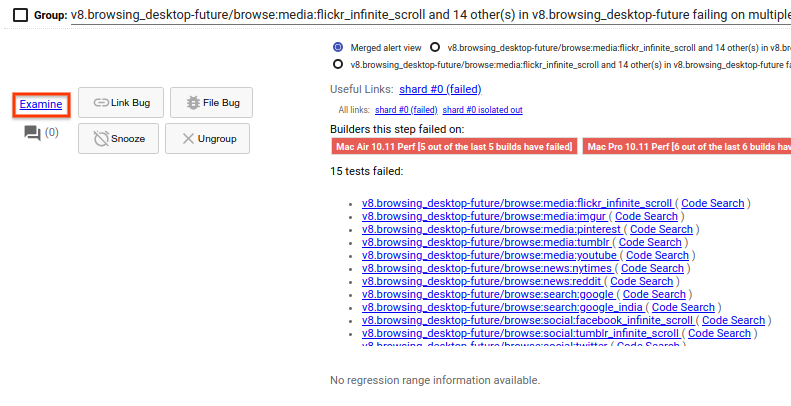 Group: v8.browsing_desktop-future/browse:media:flickr_infinite_scroll and 14 other(s) in v8.browsing_desktop-future failing on multiple
Merged alert view v8.browsing_desktop-future/browse:media:flickr_infinite_scroll and 14 other(s) in v8
v8.browsing_desktop-future/browse:media:flickr_infinite_scroll and 14 other(s) in v8.browsing_desktop-future fa
Useful Links: shard #0 (failed)
Examine Link Bug File Bug
All links: shard #0 (failed) shard #0 isolated out
(0) Snooze Ungroup
Builders this step failed on:
Mac Air 10.11 Perf [5 out of the last 5 builds have failed] Mac Pro 10.11 Perf [6 out of the last 6 builds hav
15 tests failed:
v8.browsing_desktop-future/browse:media:flickr_infinite_scroll ( Code Search )
v8.browsing_desktop-future/browse:media:imgur ( Code Search )
v8.browsing_desktop-future/browse:media:pinterest ( Code Search )
v8.browsing_desktop-future/browse:media:tumblr ( Code Search )
v8.browsing_desktop-future/browse:media:youtube ( Code Search )
v8.browsing_desktop-future/browse:news:nytimes ( Code Search )
v8.browsing_desktop-future/browse:news:reddit ( Code Search )
v8.browsing_desktop-future/browse:search:google ( Code Search )
v8.browsing_desktop-future/browse:search:google_india ( Code Search )
v8.browsing_desktop-future/browse:social:facebook_infinite_scroll ( Code Search )
v8.browsing_desktop-future/browse:social:tumblr_infinite_scroll ( Code Search )
v8.browsing_desktop-future/browse:social:twitter ( Code Search )
No regression range information available.